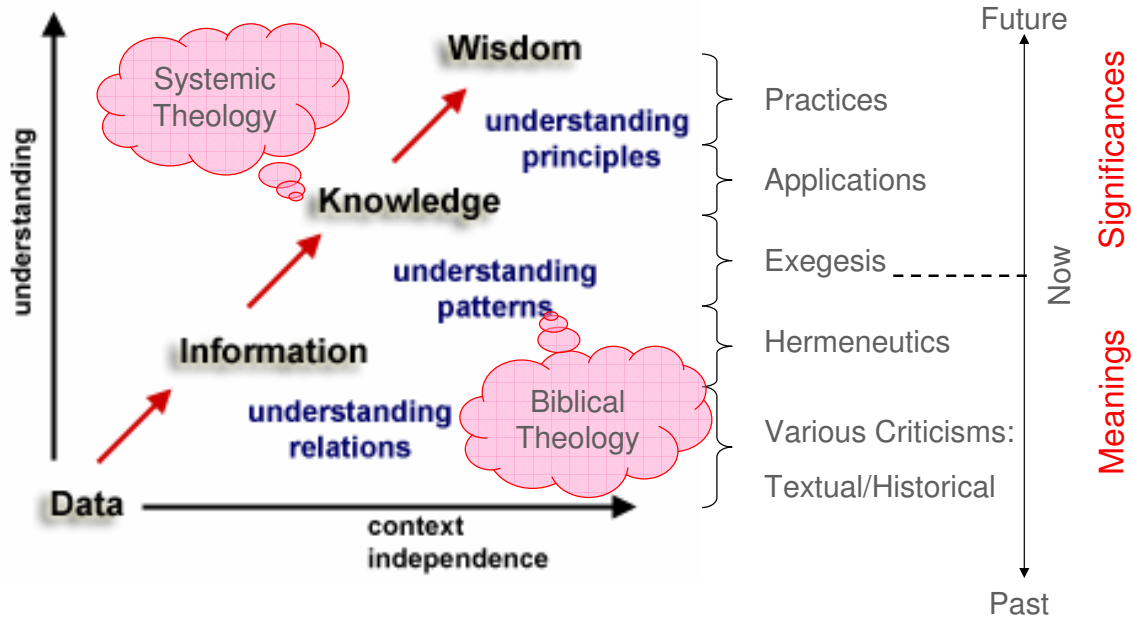 Future
Wisdom
Systemic
Theology
Practices
understanding
principles
Significances
Applications
Knowledge
understanding
Exegesis
Now
understanding
patterns
Hermeneutics
Information
Biblical
Theology
understanding
relations
Meanings
Various Criticisms:
Textual/Historical
Data
context
independence
Past